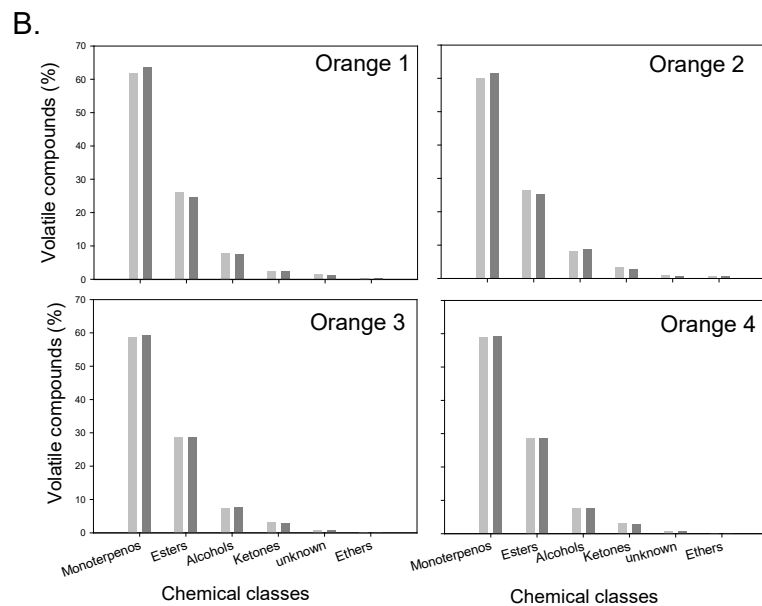 B.
Volatile compounds (%)
70
60
50
40
30
20
10
0
Orange 1
Orange 2
Volatile compounds (%)
70
60
50
40
30
20
10
0
Orange 3
Orange 4
Monoterpenos
Esters
Alcohols
Ketones
unknown
Ethers
Monoterpenos
Esters
Alcohols
Ketones
unknown
Ethers
Chemical classes
Chemical classes